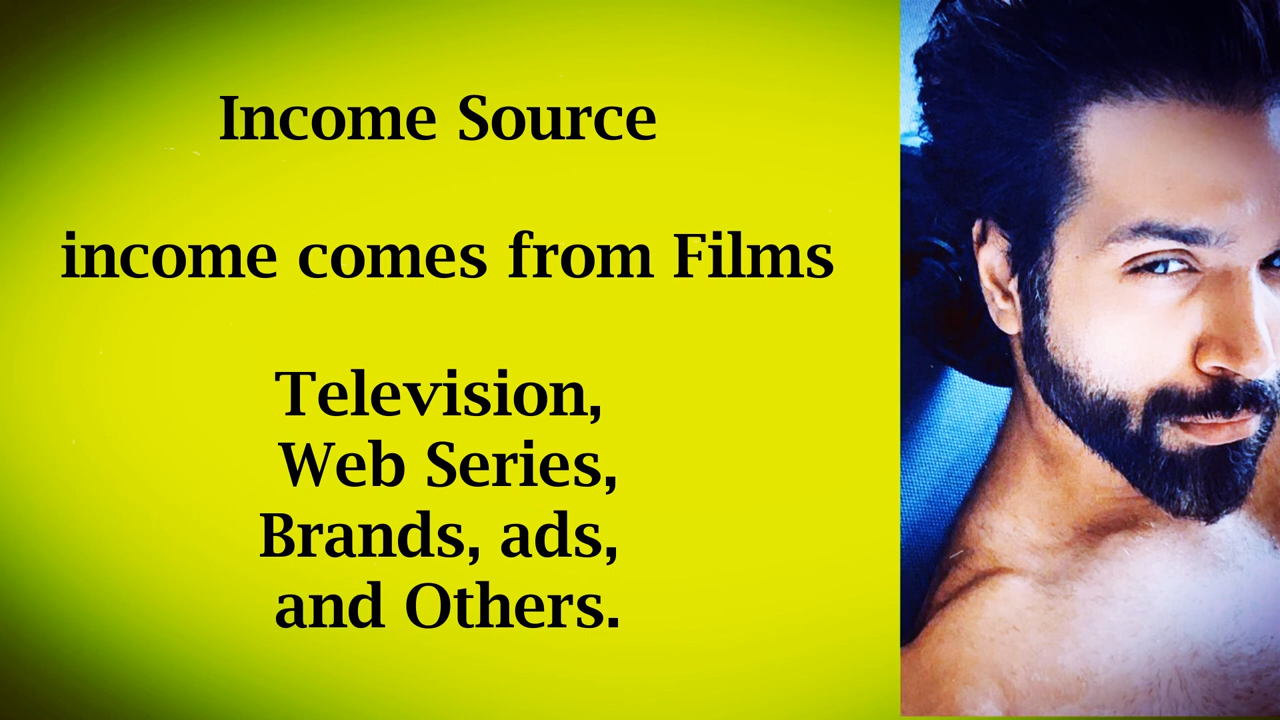 Income Source
income comes from Films
Television,
Web Series,
Brands, ads,
and Others.